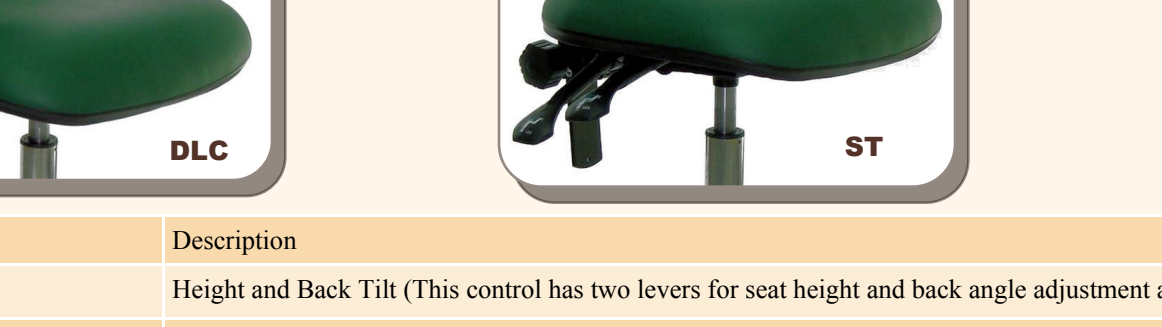 DLC
ST
Description
Height and Back Tilt (This control has two levers for seat height and back angle adjustment